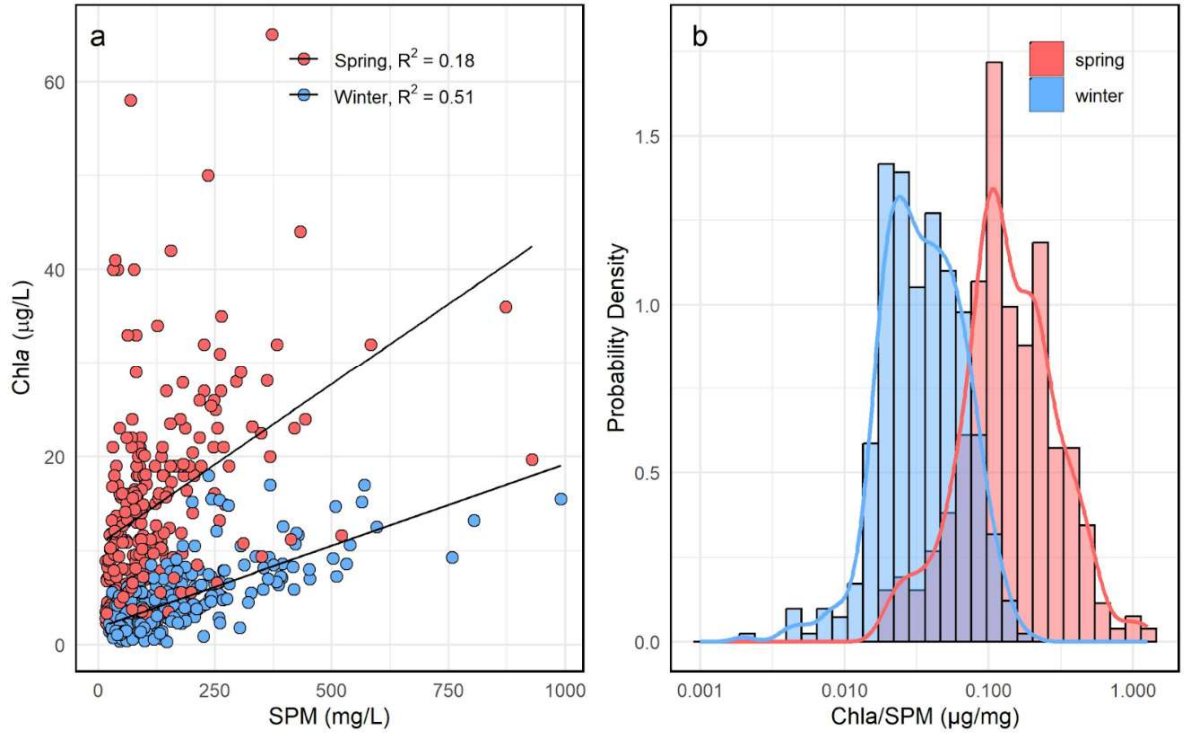 a
Spring, R² = 0.18
Winter, R² = 0.51
60
40
20
0
Chla (µg/L)
0 250 500 750 1000
SPM (mg/L)
b
spring
winter
1.5
1.0
0.5
0.0
Probability Density
0.001 0.010 0.100 1.000
Chla/SPM (µg/mg)